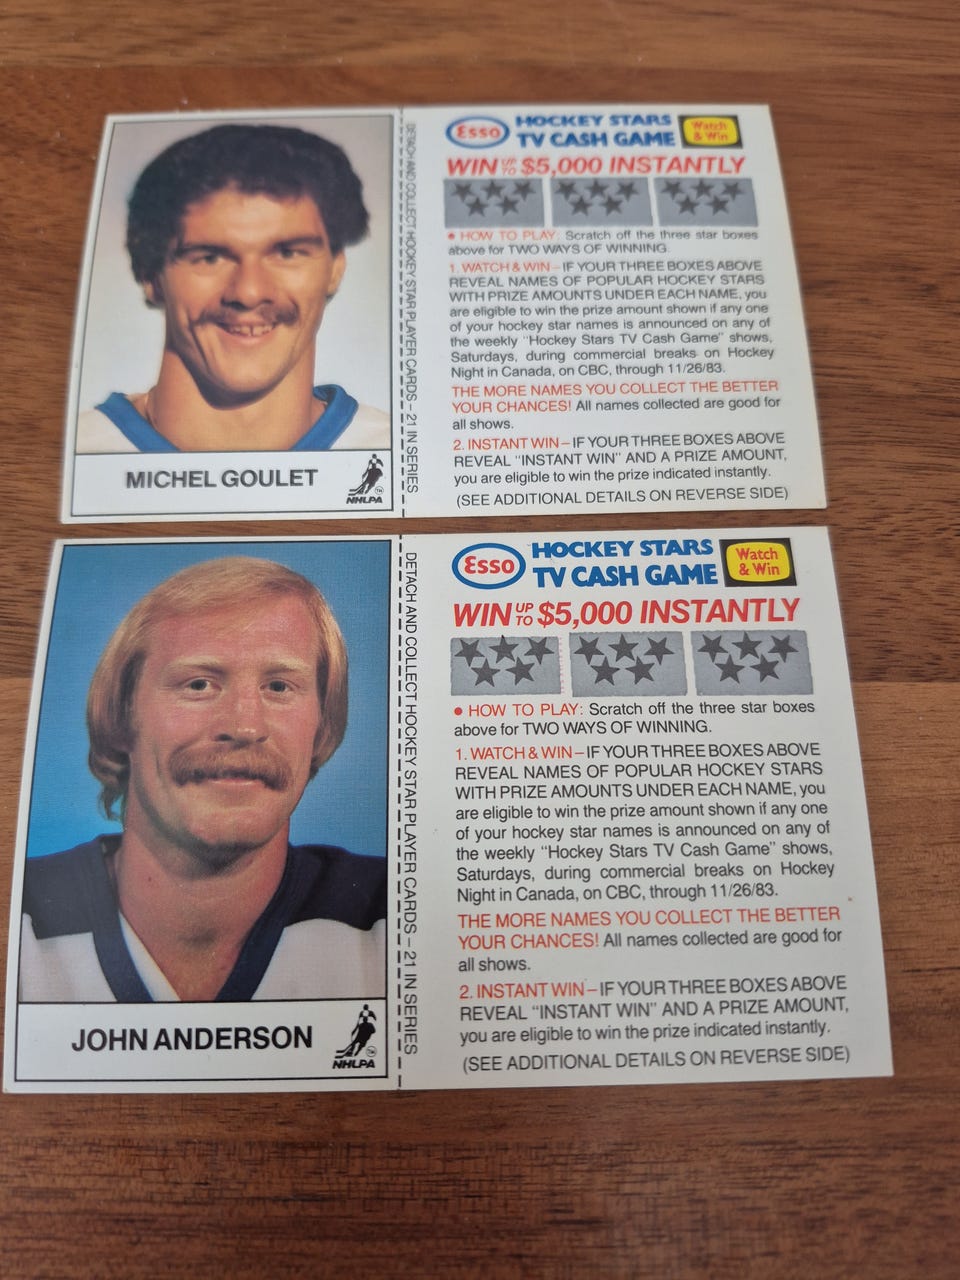 MICHEL GOULET
NHLPA
TM
DETACH AND COLLECT HOCKEY STAR PLAYER CARDS – 21 IN SERIES
Esso
HOCKEY STARS
TV CASH GAME
Watch
& Win
WIN UP TO $5,000 INSTANTLY
• HOW TO PLAY: Scratch off the three star boxes
above for TWO WAYS OF WINNING.
1. WATCH & WIN – IF YOUR THREE BOXES ABOVE
REVEAL NAMES OF POPULAR HOCKEY STARS
WITH PRIZE AMOUNTS UNDER EACH NAME, you
are eligible to win the prize amount shown if any one
of your hockey star names is announced on any of
the weekly "Hockey Stars TV Cash Game" shows,
Saturdays, during commercial breaks on Hockey
Night in Canada, on CBC, through 11/26/83.
THE MORE NAMES YOU COLLECT THE BETTER
YOUR CHANCES! All names collected are good for
all shows.
2. INSTANT WIN – IF YOUR THREE BOXES ABOVE
REVEAL "INSTANT WIN" AND A PRIZE AMOUNT,
you are eligible to win the prize indicated instantly.
(SEE ADDITIONAL DETAILS ON REVERSE SIDE)
JOHN ANDERSON
NHLPA
TM
DETACH AND COLLECT HOCKEY STAR PLAYER CARDS – 21 IN SERIES
Esso
HOCKEY STARS
TV CASH GAME
Watch
& Win
WIN UP TO $5,000 INSTANTLY
• HOW TO PLAY: Scratch off the three star boxes
above for TWO WAYS OF WINNING.
1. WATCH & WIN – IF YOUR THREE BOXES ABOVE
REVEAL NAMES OF POPULAR HOCKEY STARS
WITH PRIZE AMOUNTS UNDER EACH NAME, you
are eligible to win the prize amount shown if any one
of your hockey star names is announced on any of
the weekly "Hockey Stars TV Cash Game" shows,
Saturdays, during commercial breaks on Hockey
Night in Canada, on CBC, through 11/26/83.
THE MORE NAMES YOU COLLECT THE BETTER
YOUR CHANCES! All names collected are good for
all shows.
2. INSTANT WIN – IF YOUR THREE BOXES ABOVE
REVEAL "INSTANT WIN" AND A PRIZE AMOUNT,
you are eligible to win the prize indicated instantly.
(SEE ADDITIONAL DETAILS ON REVERSE SIDE)